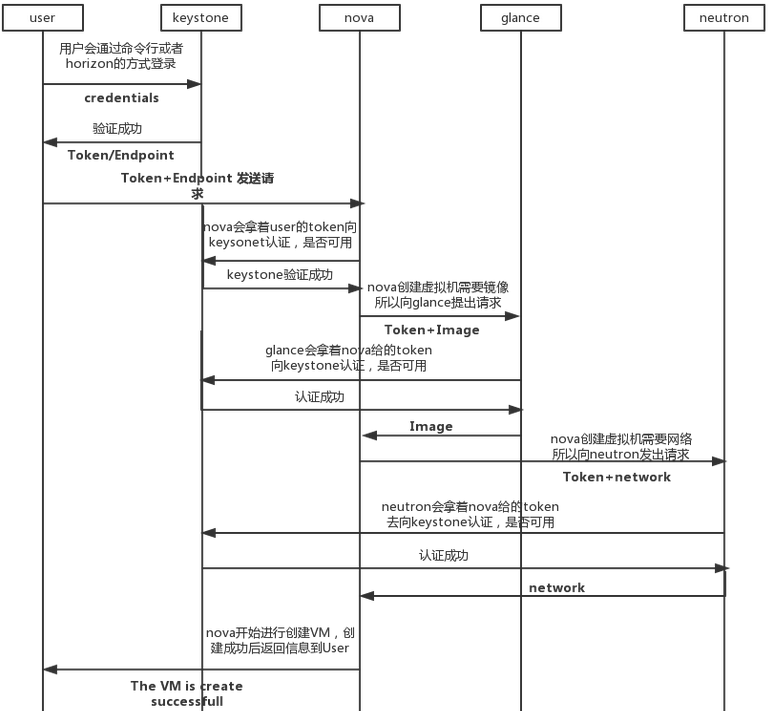 user
keystone
nova
glance
neutron
用户会通过命令行或者
horizon的方式登录
credentials
验证成功
Token/Endpoint
Token+Endpoint 发送请
求
nova会拿着user的token向
keysonet认证，是否可用
keystone验证成功
nova创建虚拟机需要镜像
所以向glance提出请求
Token+Image
glance会拿着nova给的token
向keystone认证，是否可用
认证成功
Image
nova创建虚拟机需要网络
所以向neutron发出请求
Token+network
neutron会拿着nova给的token
去向keystone认证，是否可用
认证成功
network
nova开始进行创建VM，创
建成功后返回信息到User
The VM is create
successfull